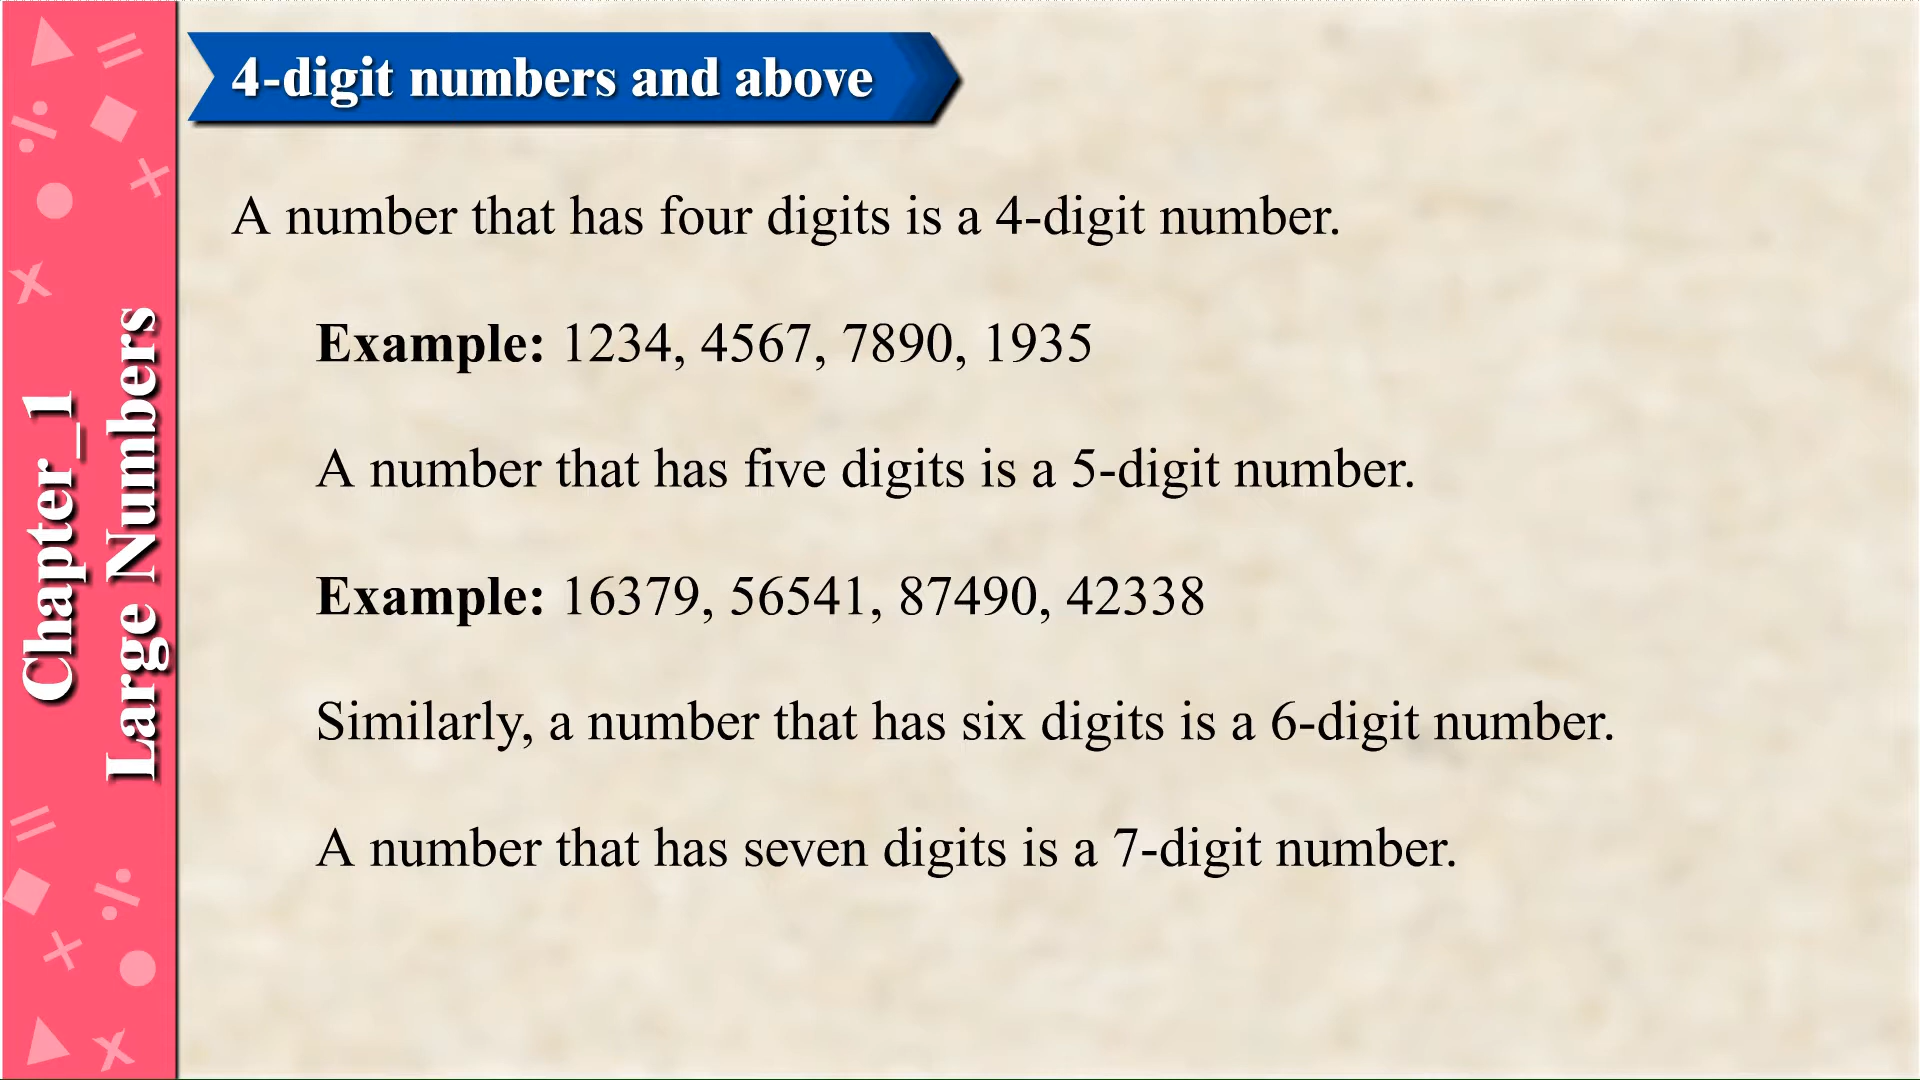 Chapter_1
Large Numbers
4-digit numbers and above
A number that has four digits is a 4-digit number.
Example: 1234, 4567, 7890, 1935
A number that has five digits is a 5-digit number.
Example: 16379, 56541, 87490, 42338
Similarly, a number that has six digits is a 6-digit number.
A number that has seven digits is a 7-digit number.